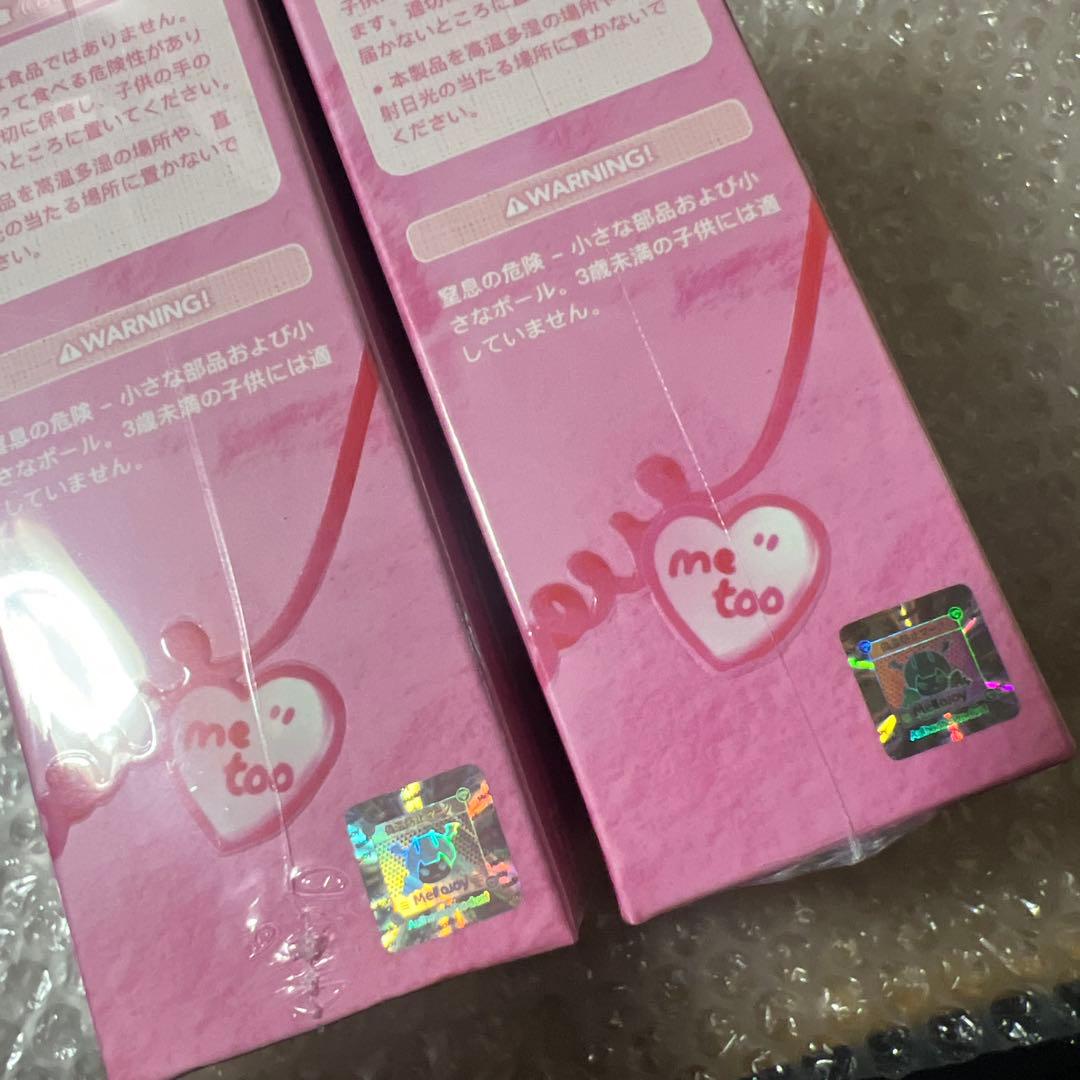 食品ではありません。
って食べる危険性があり
切に保管し、子供の手の
いところに置いてください。
品を高温多湿の場所や、直
の当たる場所に置かないで
さい。
⚠WARNING!
窒息の危険 – 小さな部品および小
さなボール。3歳未満の子供には適
していません。
me
too
Mellojoy
ます。適切に
届かないところに
• 本製品を高温多湿の場所や
射日光の当たる場所に置かないで
ください。
⚠WARNING!
窒息の危険 – 小さな部品および小
さなボール。3歳未満の子供には適
していません。
me
too
Mellojoy